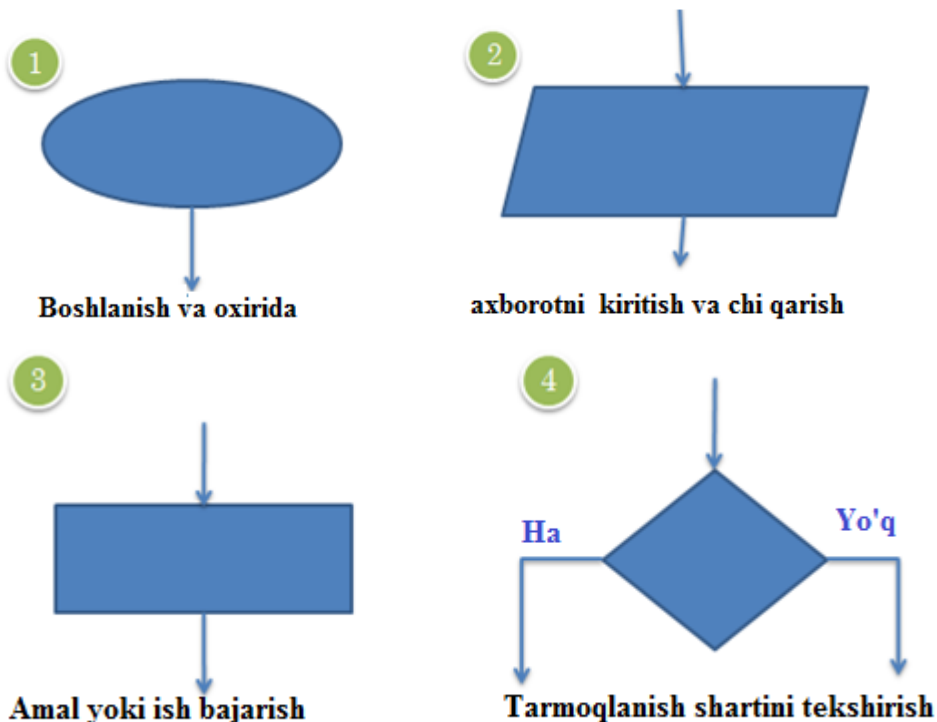 1
2
Boshlanish va oxirida
axborotni kiritish va chi qarish
3
4
Ha
Yo'q
Amal yoki ish bajarish
Tarmoqlanish shartini tekshirish